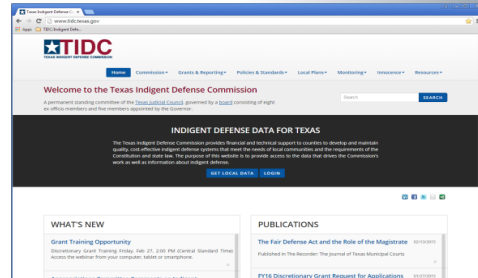 Texas Indigent Defense C
www.tidc.texas.gov
Apps TIDC Indigent Defe...
TIDC
TEXAS INDIGENT DEFENSE COMMISSION
Home Commission Grants & Reporting Policies & Standards Local Plans Monitoring Innocence Resources
Welcome to the Texas Indigent Defense Commission
A permanent standing committee of the Texas Judicial Council, governed by a board consisting of eight
ex officio members and five members appointed by the Governor.
Search SEARCH
INDIGENT DEFENSE DATA FOR TEXAS
The Texas Indigent Defense Commission provides financial and technical support to counties to develop and maintain
quality, cost-effective indigent defense systems that meet the needs of local communities and the requirements of the
Constitution and state law. The purpose of this website is to provide access to the data that drives the Commission's
work as well as information about indigent defense.
GET LOCAL DATA LOGIN
WHAT'S NEW
Grant Training Opportunity
Discretionary Grant Training Friday, Feb 27, 2:00 PM (Central Standard Time)
Access the webinar from your computer, tablet or smartphone.
PUBLICATIONS
The Fair Defense Act and the Role of the Magistrate
Published in The Recorder: The Journal of Texas Municipal Courts
FY16 Discretionary Grant Request for Applications